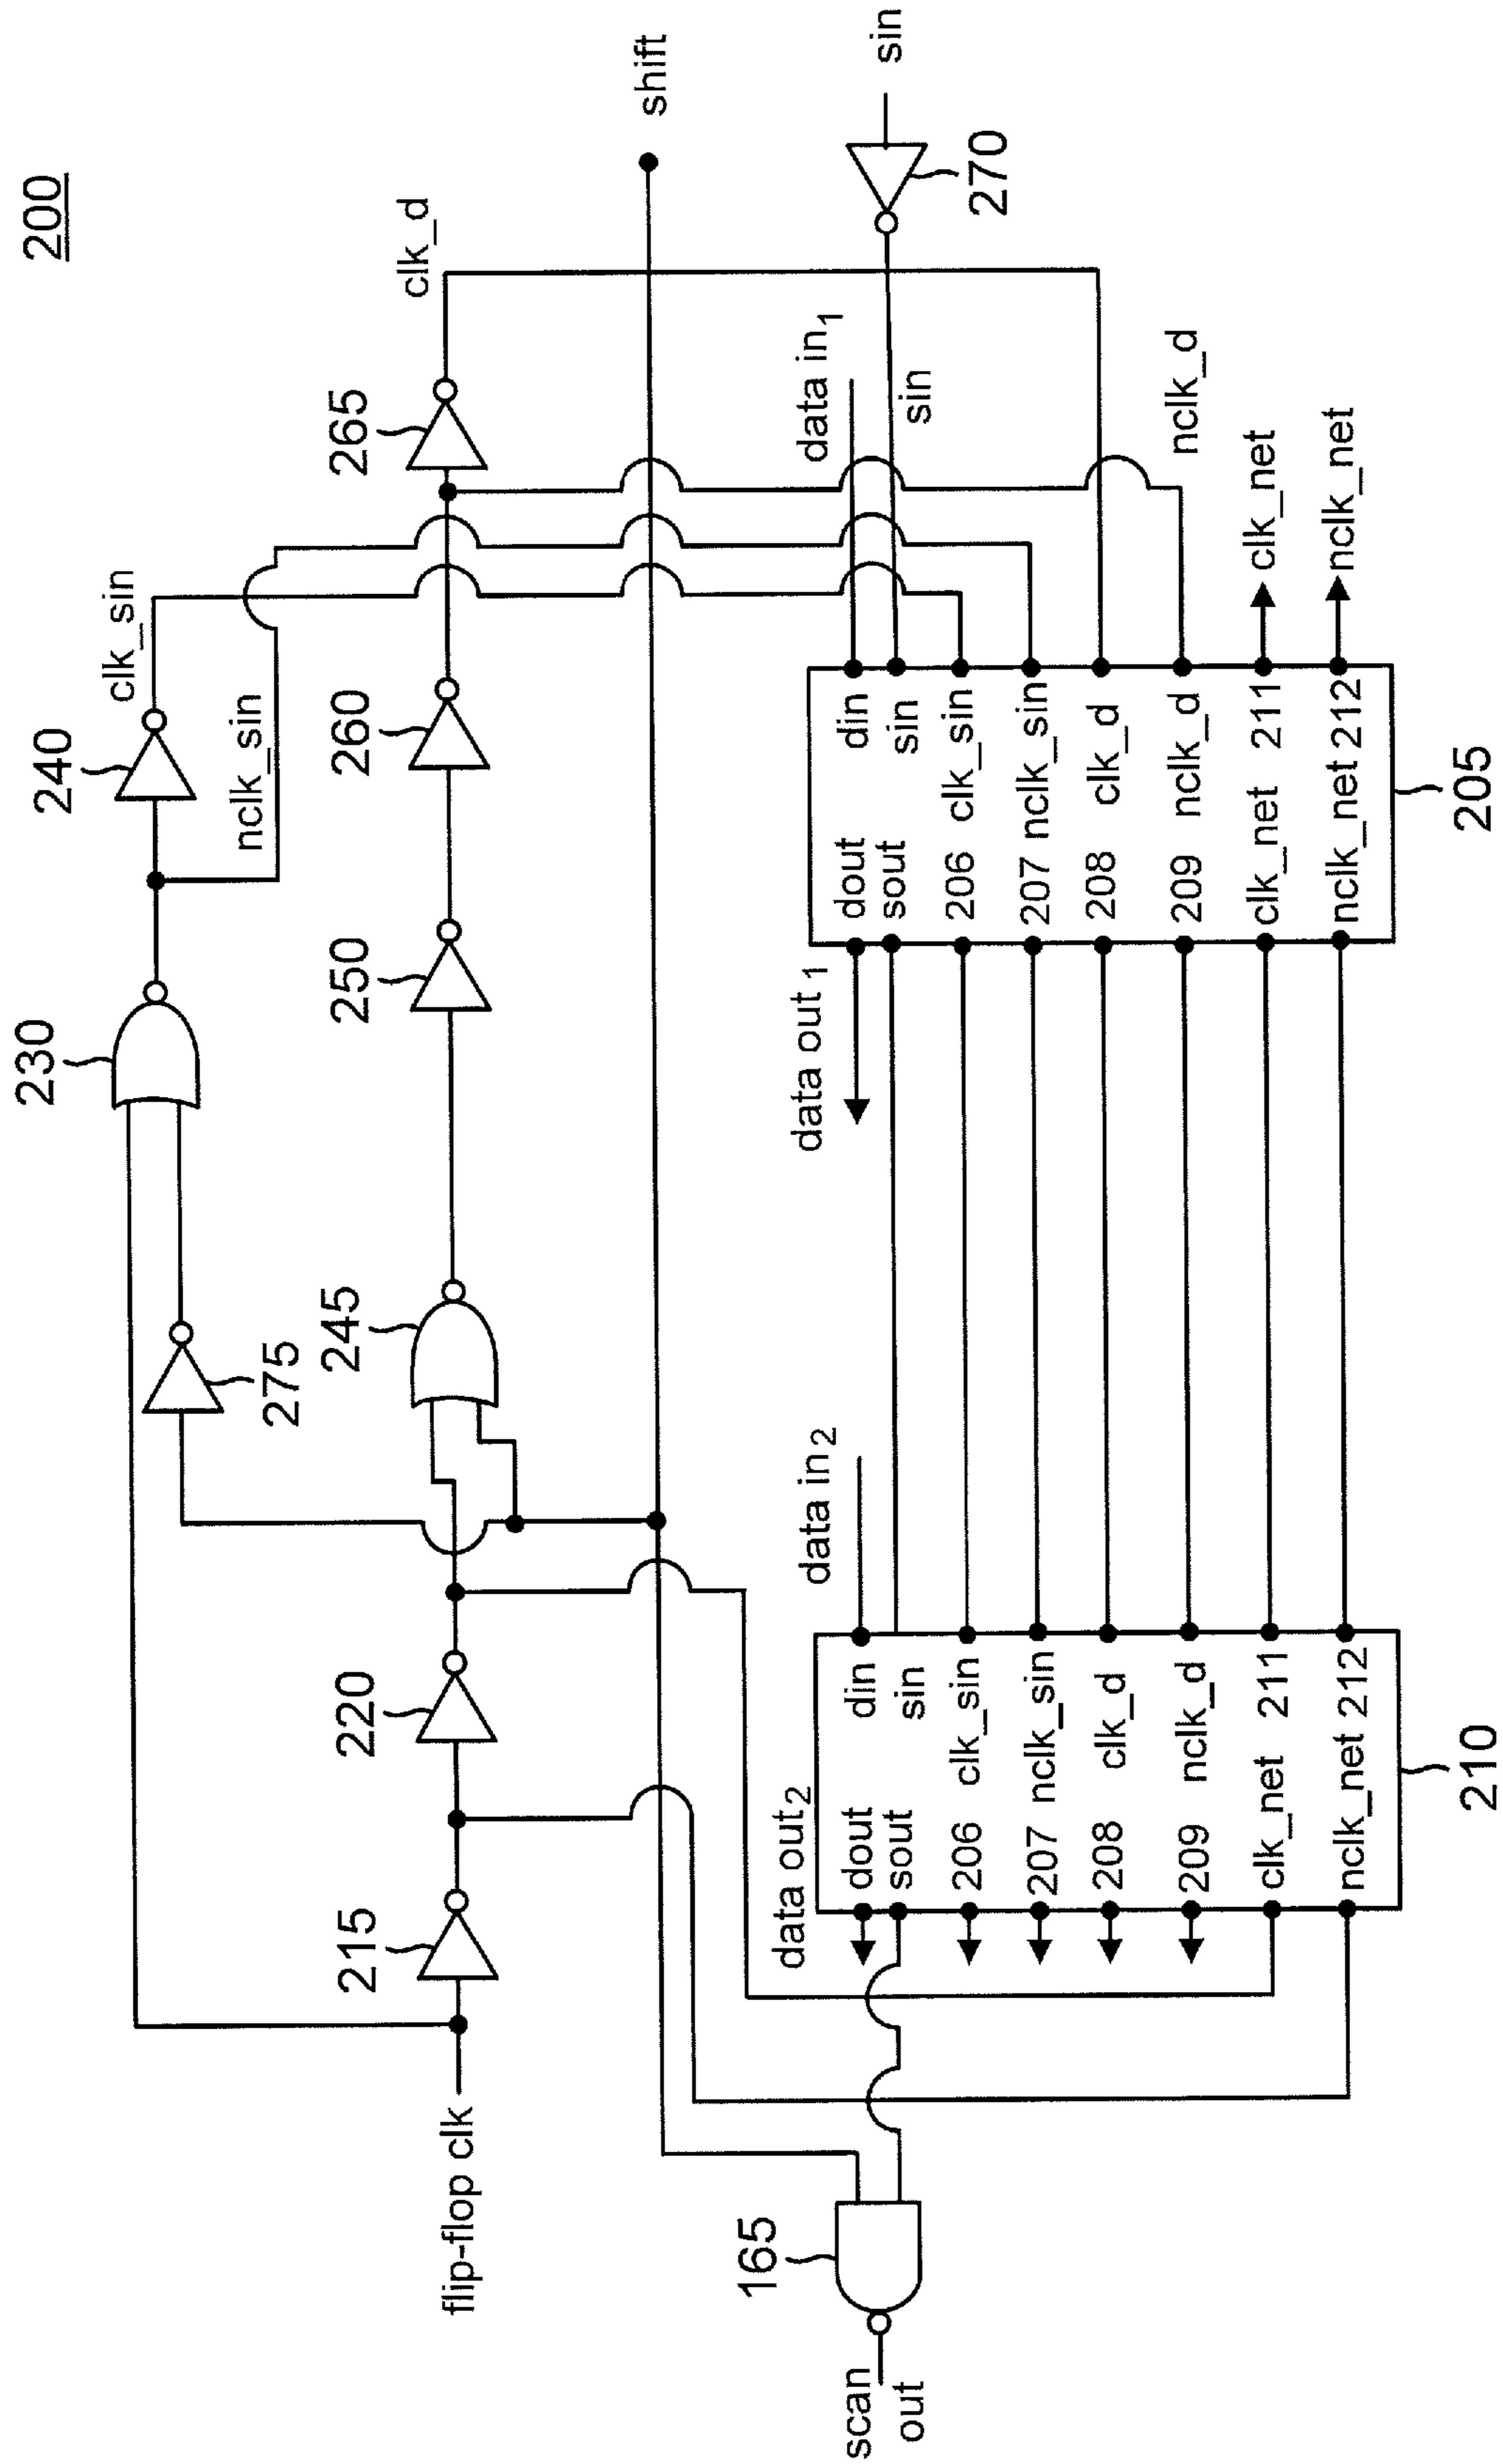 200
230
240
clk_sin
nclk_sin
275
245
250
260
265
clk_d
215
220
flip-flop clk
shift
165
scan
out
data out2
data in2
data out 1
data in1
sin
sin
270
nclk_d
clk_net
nclk_net
dout din
sout sin
206 clk_sin
207 nclk_sin
208 clk_d
209 nclk_d
clk_net 211
nclk_net 212
210
dout din
sout sin
206 clk_sin
207 nclk_sin
208 clk_d
209 nclk_d
clk_net 211
nclk_net 212
205